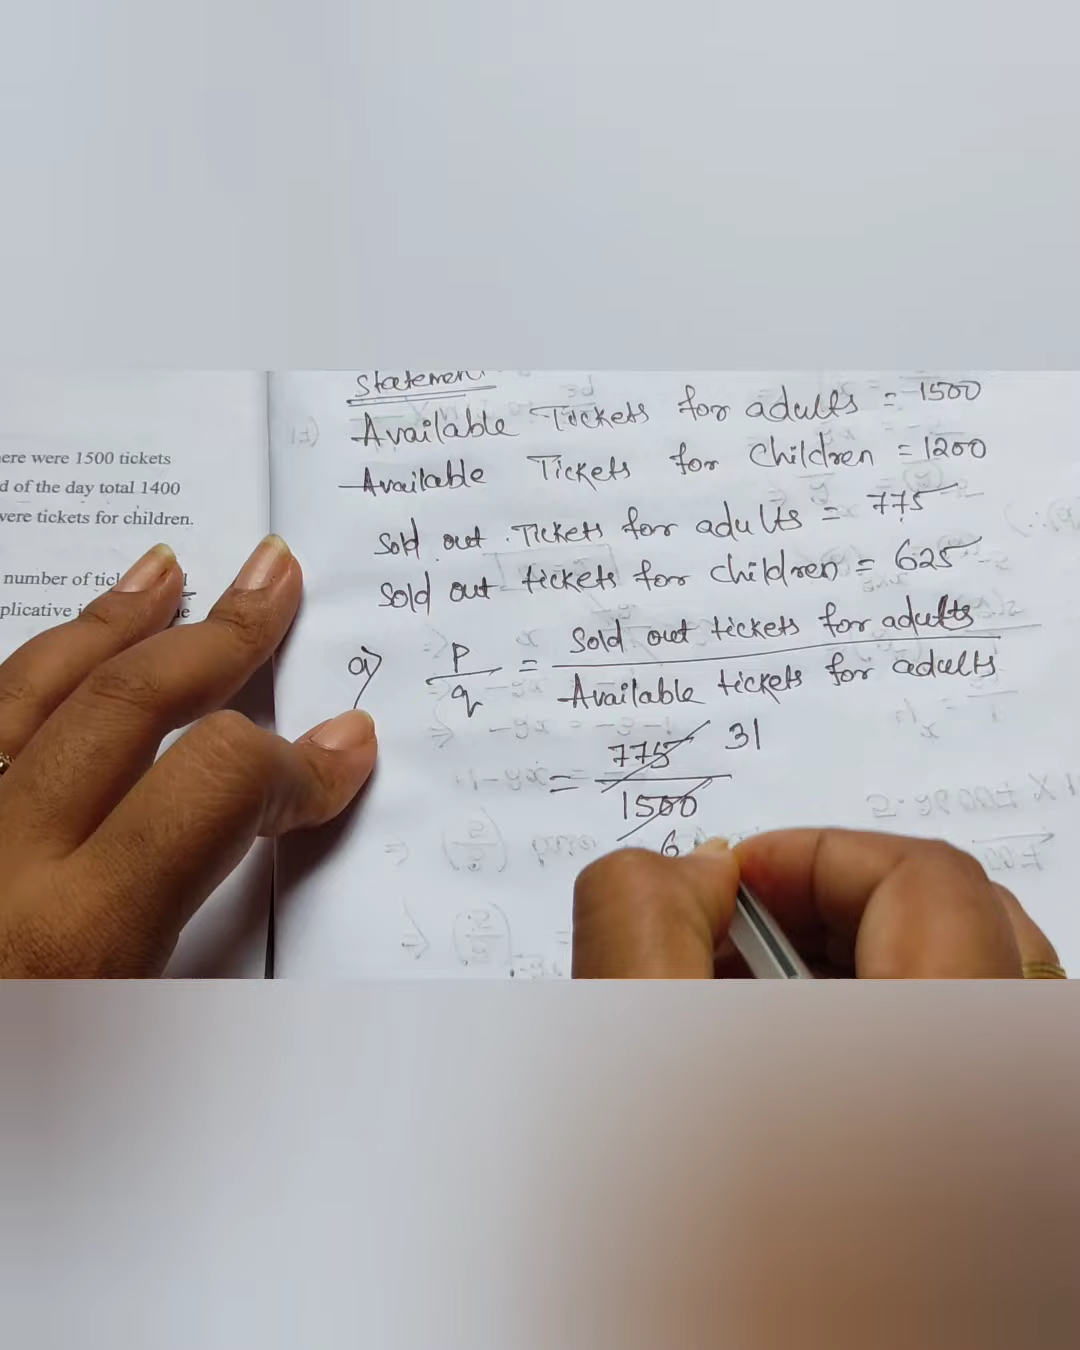 ere were 1500 tickets
d of the day total 1400
were tickets for children.
number of
plicative
Available Tickets for adults = 1500
Available Tickets for Children = 1200
Sold out Tickets for adults = 775
Sold out tickets for children = 625
a) p/q = Sold out tickets for adults
Available tickets for adults
= 775 31
1500
6